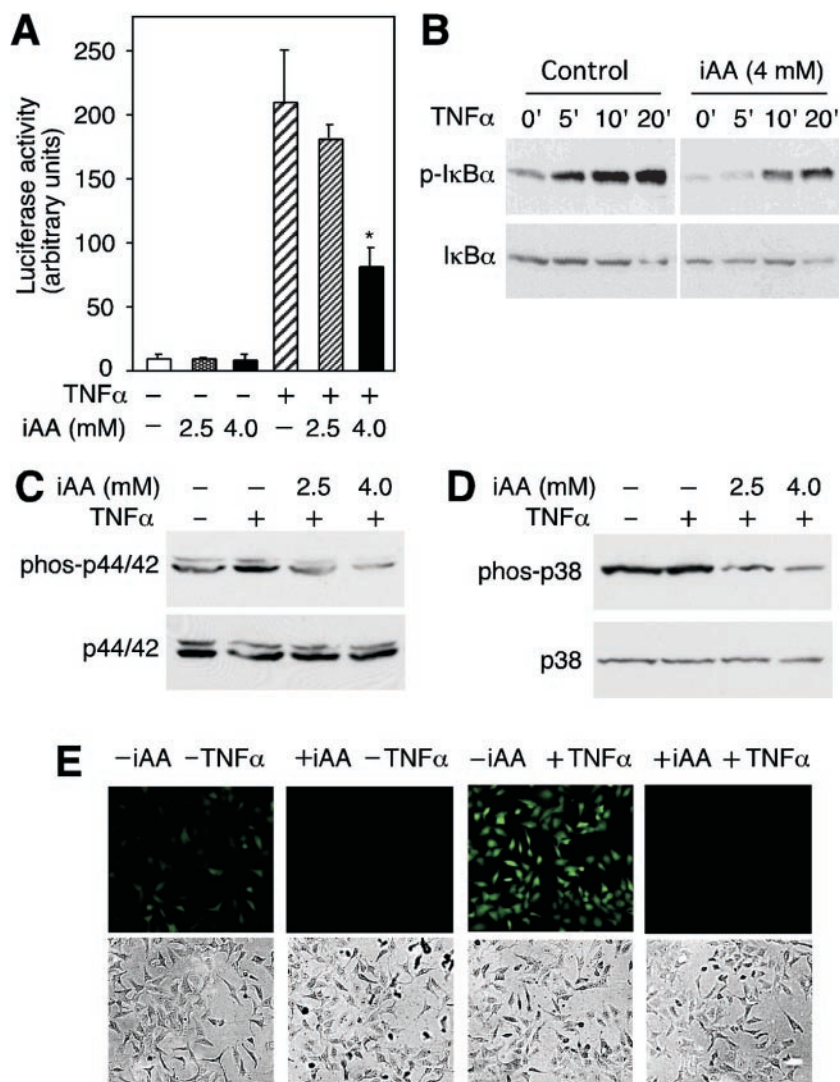 A
Luciferase activity
(arbitrary units)
250
200
150
100
50
0
*
TNFα – – – + + +
iAA (mM) – 2.5 4.0 – 2.5 4.0
B
Control iAA (4 mM)
TNFα 0' 5' 10' 20' 0' 5' 10' 20'
p-IκBα
IκBα
C
iAA (mM) – – 2.5 4.0
TNFα – + + +
phos-p44/42
p44/42
D
iAA (mM) – – 2.5 4.0
TNFα – + + +
phos-p38
p38
E
–iAA –TNFα +iAA –TNFα –iAA +TNFα +iAA +TNFα